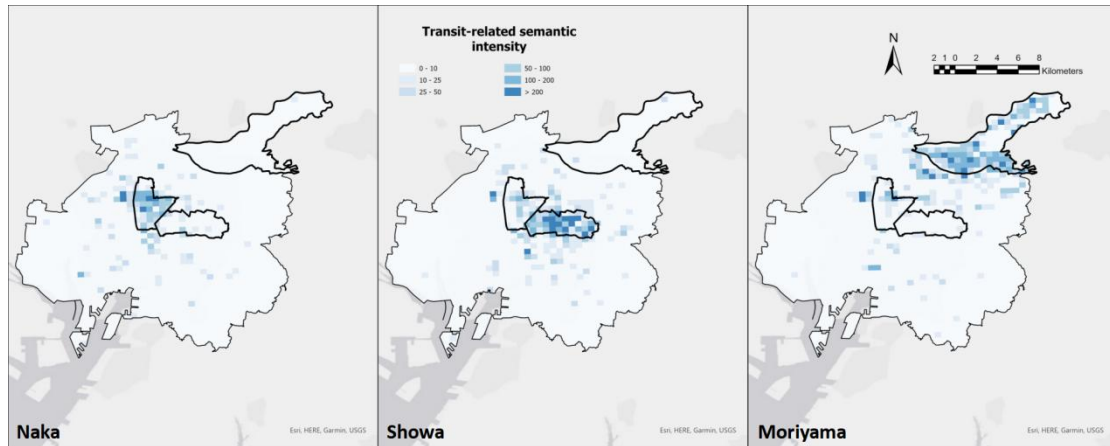 Transit-related semantic
intensity
0 - 10
10 - 25
25 - 50
50 - 100
100 - 200
> 200
N
2 1 0 2 4 6 8
Kilometers
Naka
Esri, HERE, Garmin, USGS
Showa
Esri, HERE, Garmin, USGS
Moriyama
Esri, HERE, Garmin, USGS